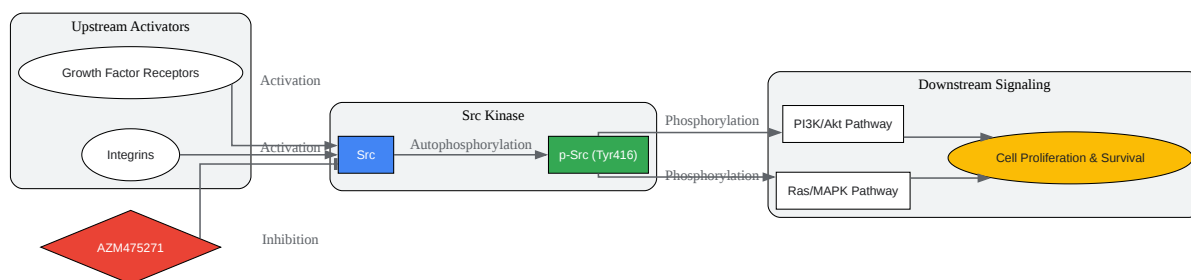 Upstream Activators
Growth Factor Receptors
Activation
Integrins
Activation
AZM475271
Inhibition
Src Kinase
Src
Autophosphorylation
p-Src (Tyr416)
Phosphorylation
Phosphorylation
Downstream Signaling
PI3K/Akt Pathway
Ras/MAPK Pathway
Cell Proliferation & Survival